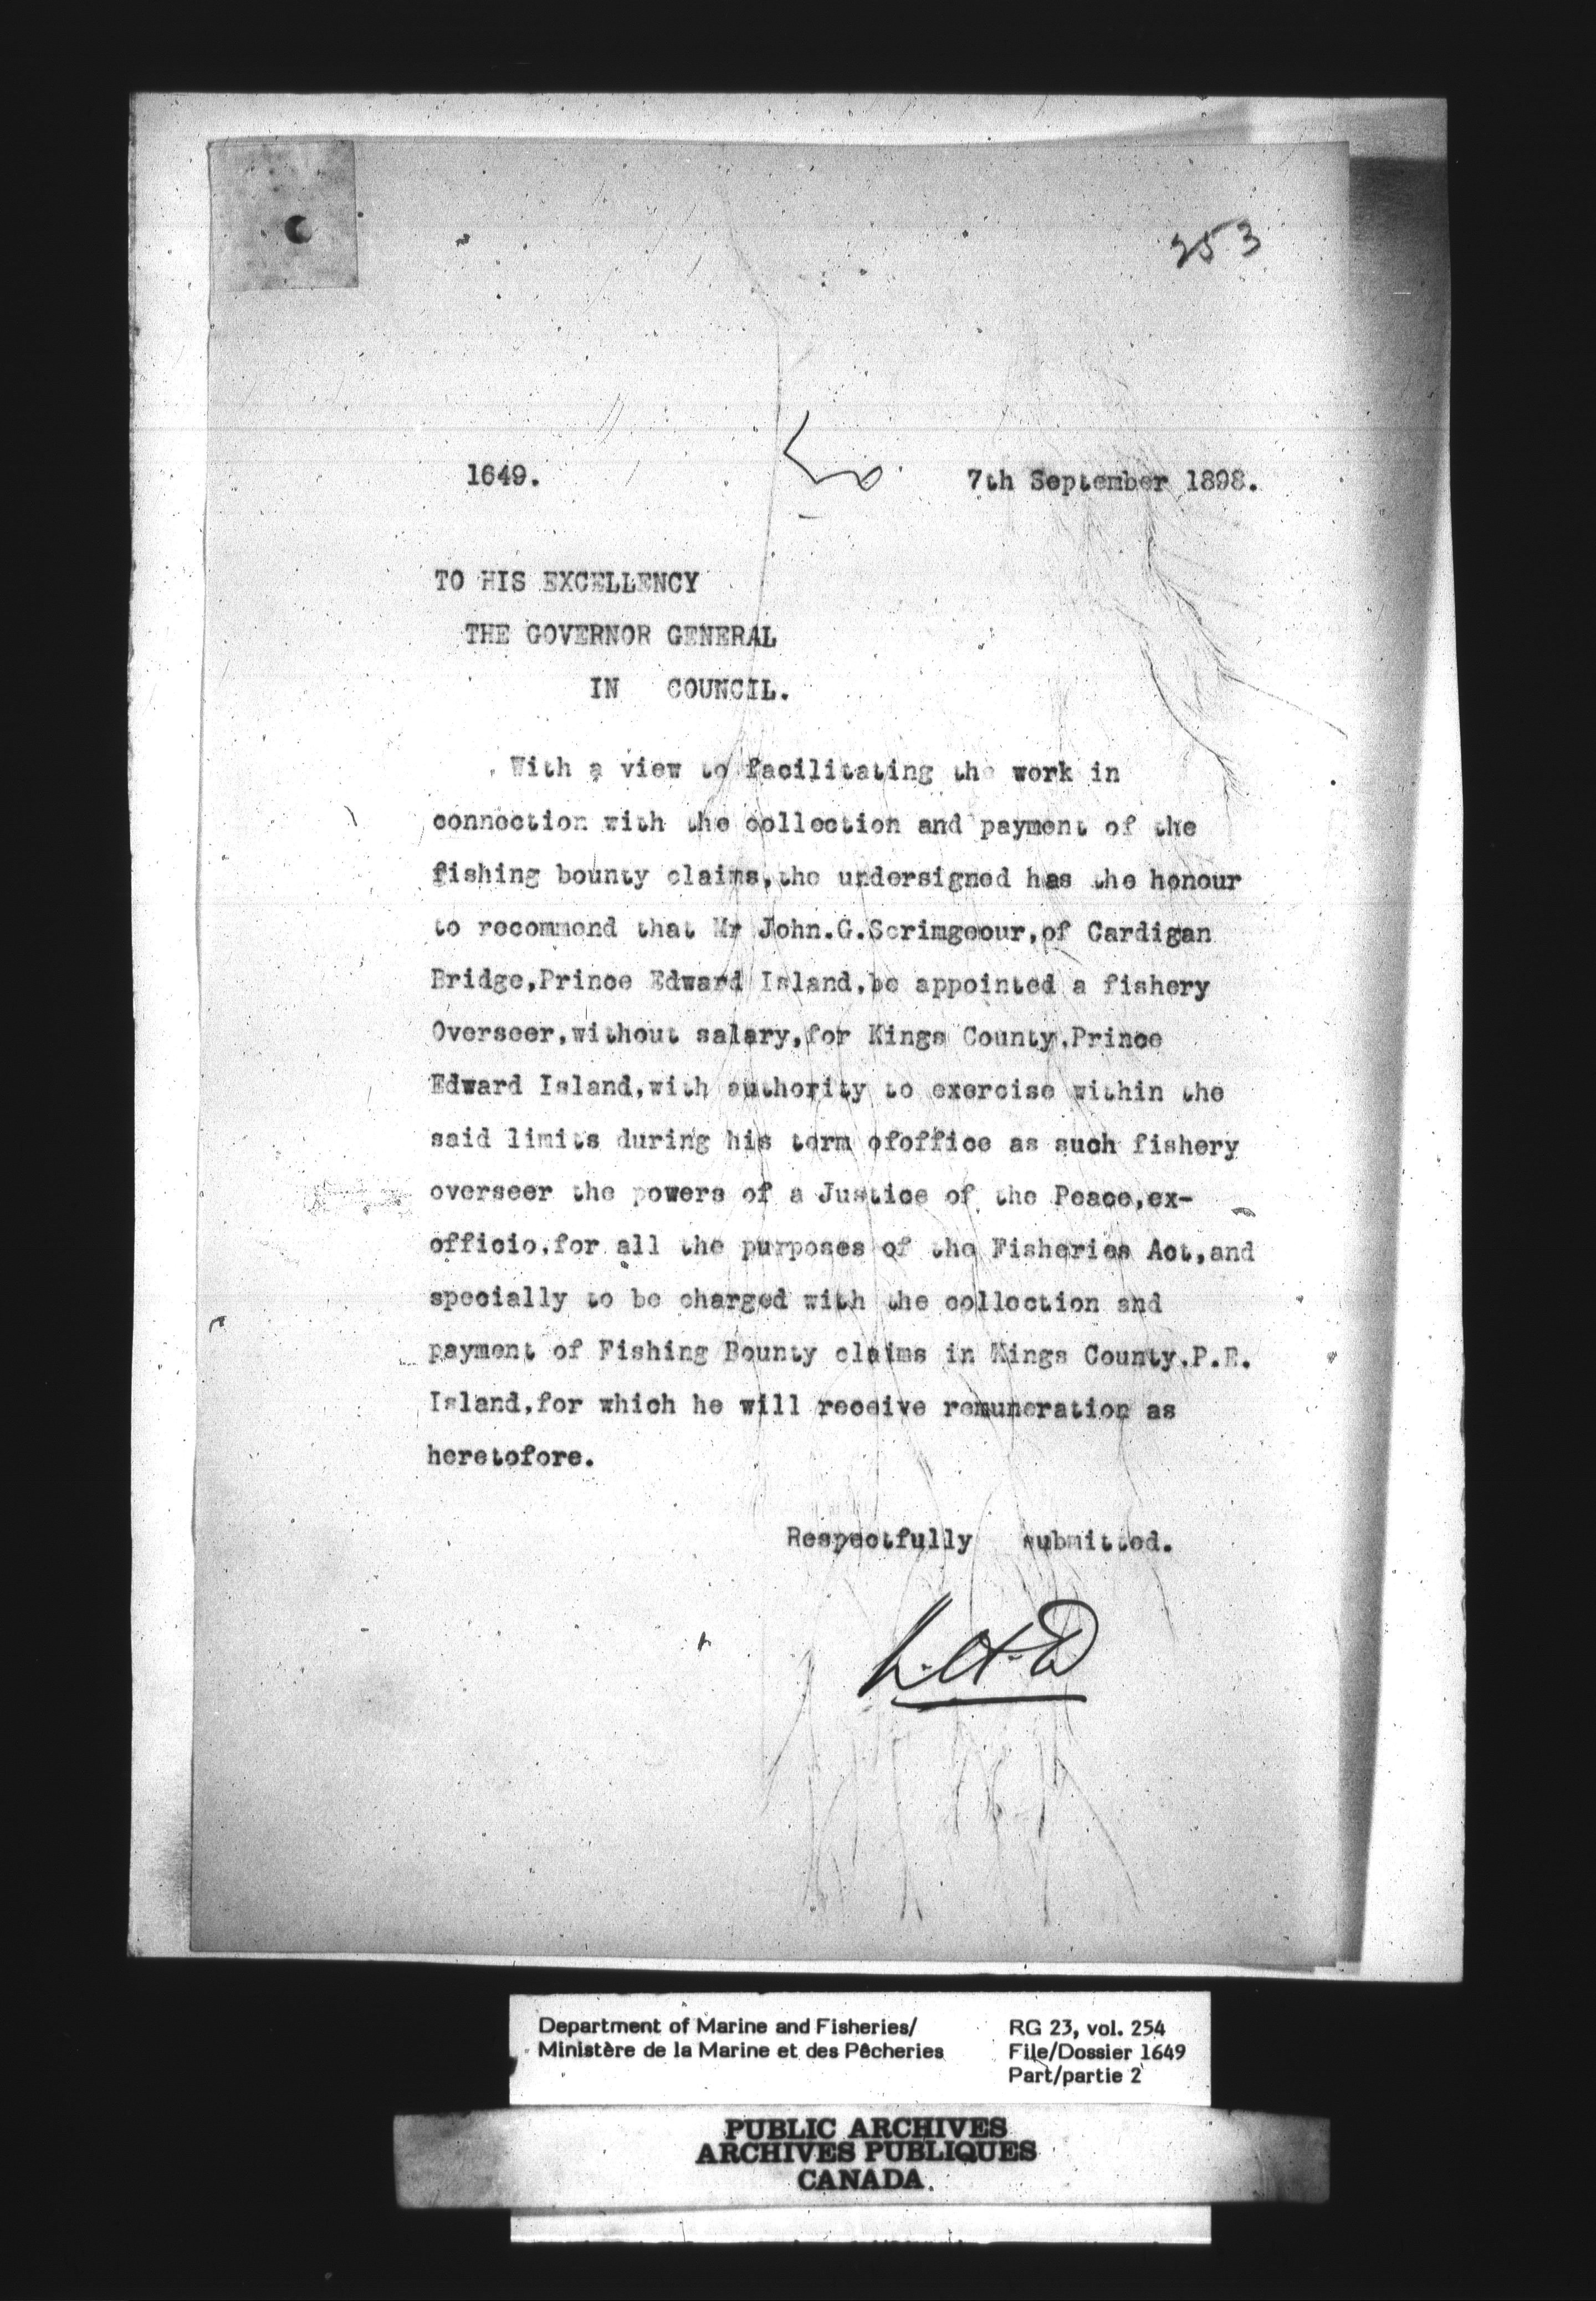 253
1649.
7th September 1898.
TO HIS EXCELLENCY
THE GOVERNOR GENERAL
IN COUNCIL.
With a view to facilitating the work in
connection with the collection and payment of the
fishing bounty claims,the undersigned has the honour
to recommend that Mr John.G.Scrimgeour,of Cardigan
Bridge,Prince Edward Island,be appointed a fishery
Overseer,without salary,for Kings County,Prince
Edward Island,with authority to exercise within the
said limits during his term ofoffice as such fishery
overseer the powers of a Justice of the Peace,ex-
officio,for all the purposes of the Fisheries Act,and
specially to be charged with the collection and
payment of Fishing Bounty claims in Kings County,P.E.
Island,for which he will receive remuneration as
heretofore.
Respectfully submitted.
L.H.D
Department of Marine and Fisheries/
Ministère de la Marine et des Pêcheries
RG 23, vol. 254
File/Dossier 1649
Part/partie 2
PUBLIC ARCHIVES
ARCHIVES PUBLIQUES
CANADA